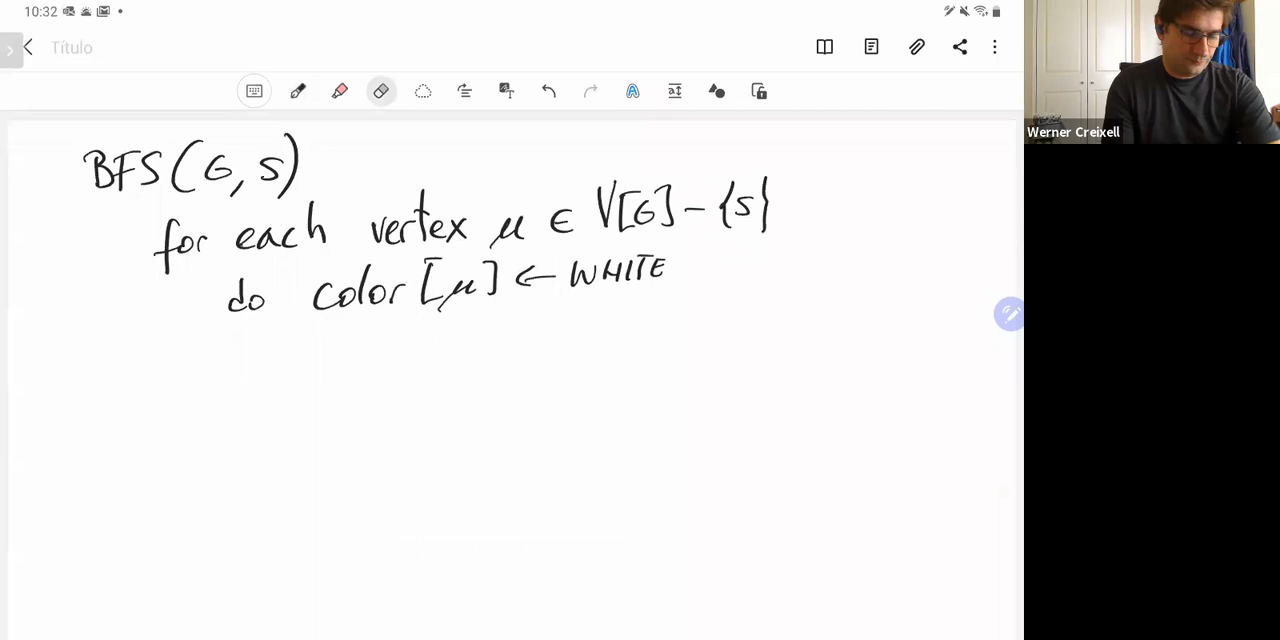 10:32
Título
BFS(G, S)
for each vertex μ ∈ V[G] - {S}
do color [μ] ← WHITE
Werner Creixell